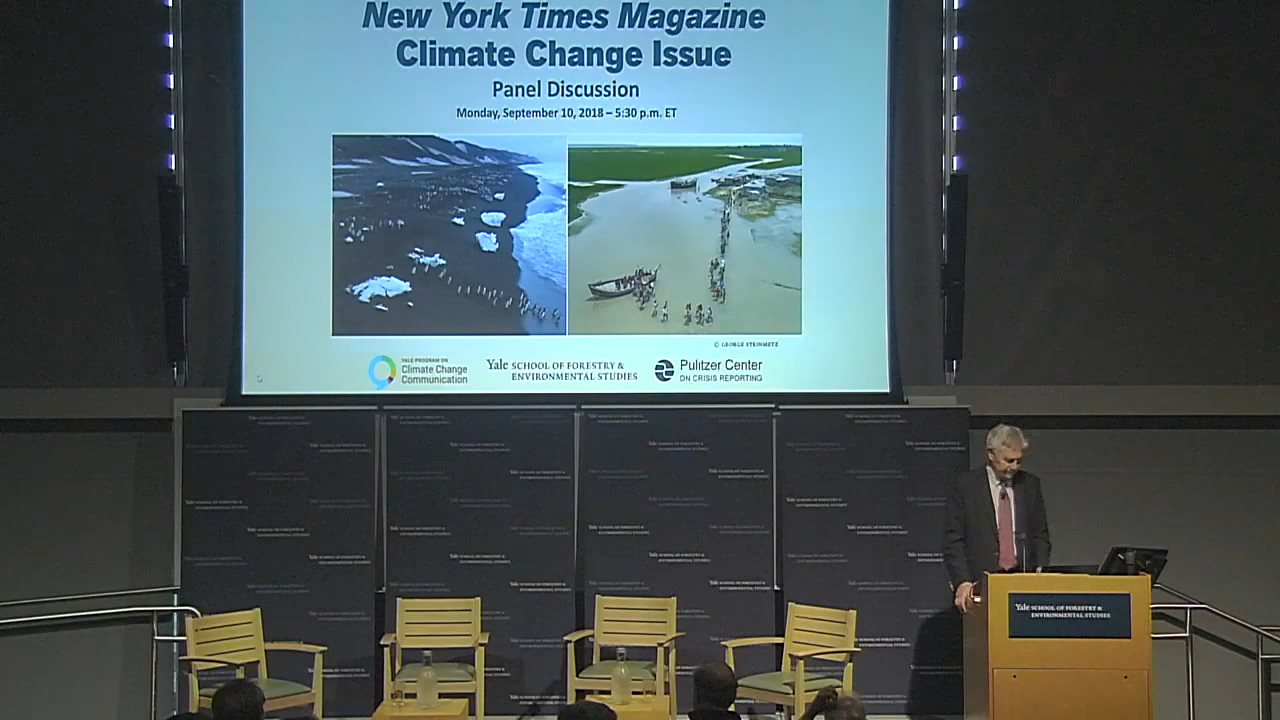 New York Times Magazine
Climate Change Issue
Panel Discussion
Monday, September 10, 2018 – 5:30 p.m. ET
© GEORGE STEINMETZ
YALE PROGRAM ON
Climate Change
Communication
Yale SCHOOL OF FORESTRY &
ENVIRONMENTAL STUDIES
Pulitzer Center
ON CRISIS REPORTING
Yale SCHOOL OF FORESTRY &
ENVIRONMENTAL STUDIES